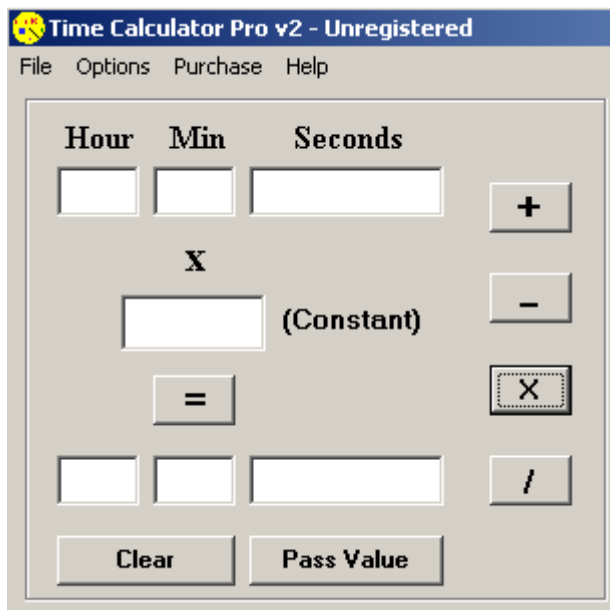 Time Calculator Pro v2 - Unregistered
File Options Purchase Help
Hour Min Seconds
+
X
-
(Constant)
X
=
/
Clear Pass Value